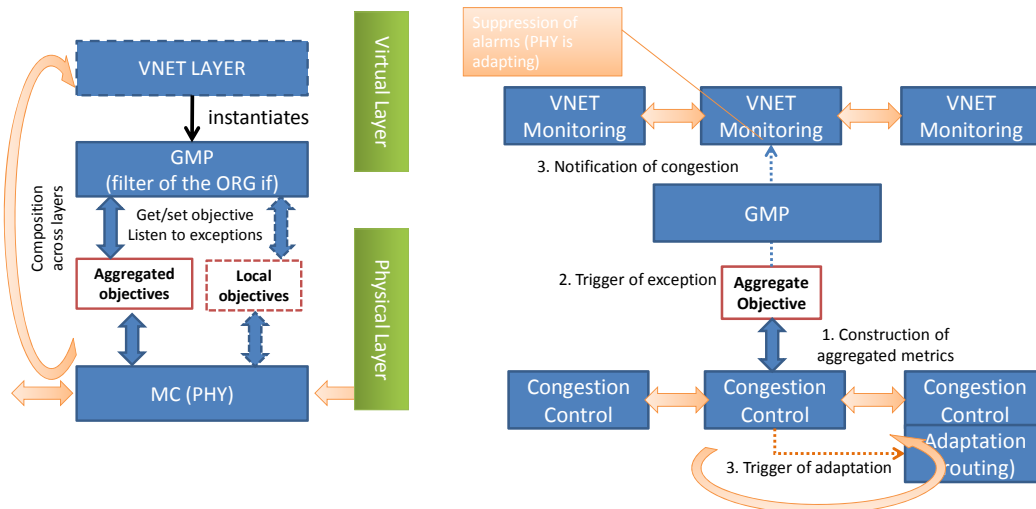 VNET LAYER
instantiates
GMP
(filter of the ORG if)
Get/set objective
Listen to exceptions
Composition
across layers
Aggregated
objectives
Local
objectives
MC (PHY)
Virtual Layer
Physical Layer
Suppression of
alarms (PHY is
adapting)
VNET
Monitoring
VNET
Monitoring
VNET
Monitoring
3. Notification of congestion
GMP
2. Trigger of exception
Aggregate
Objective
1. Construction of
aggregated metrics
Congestion
Control
Congestion
Control
Congestion
Control
3. Trigger of adaptation
Adaptation
routing)